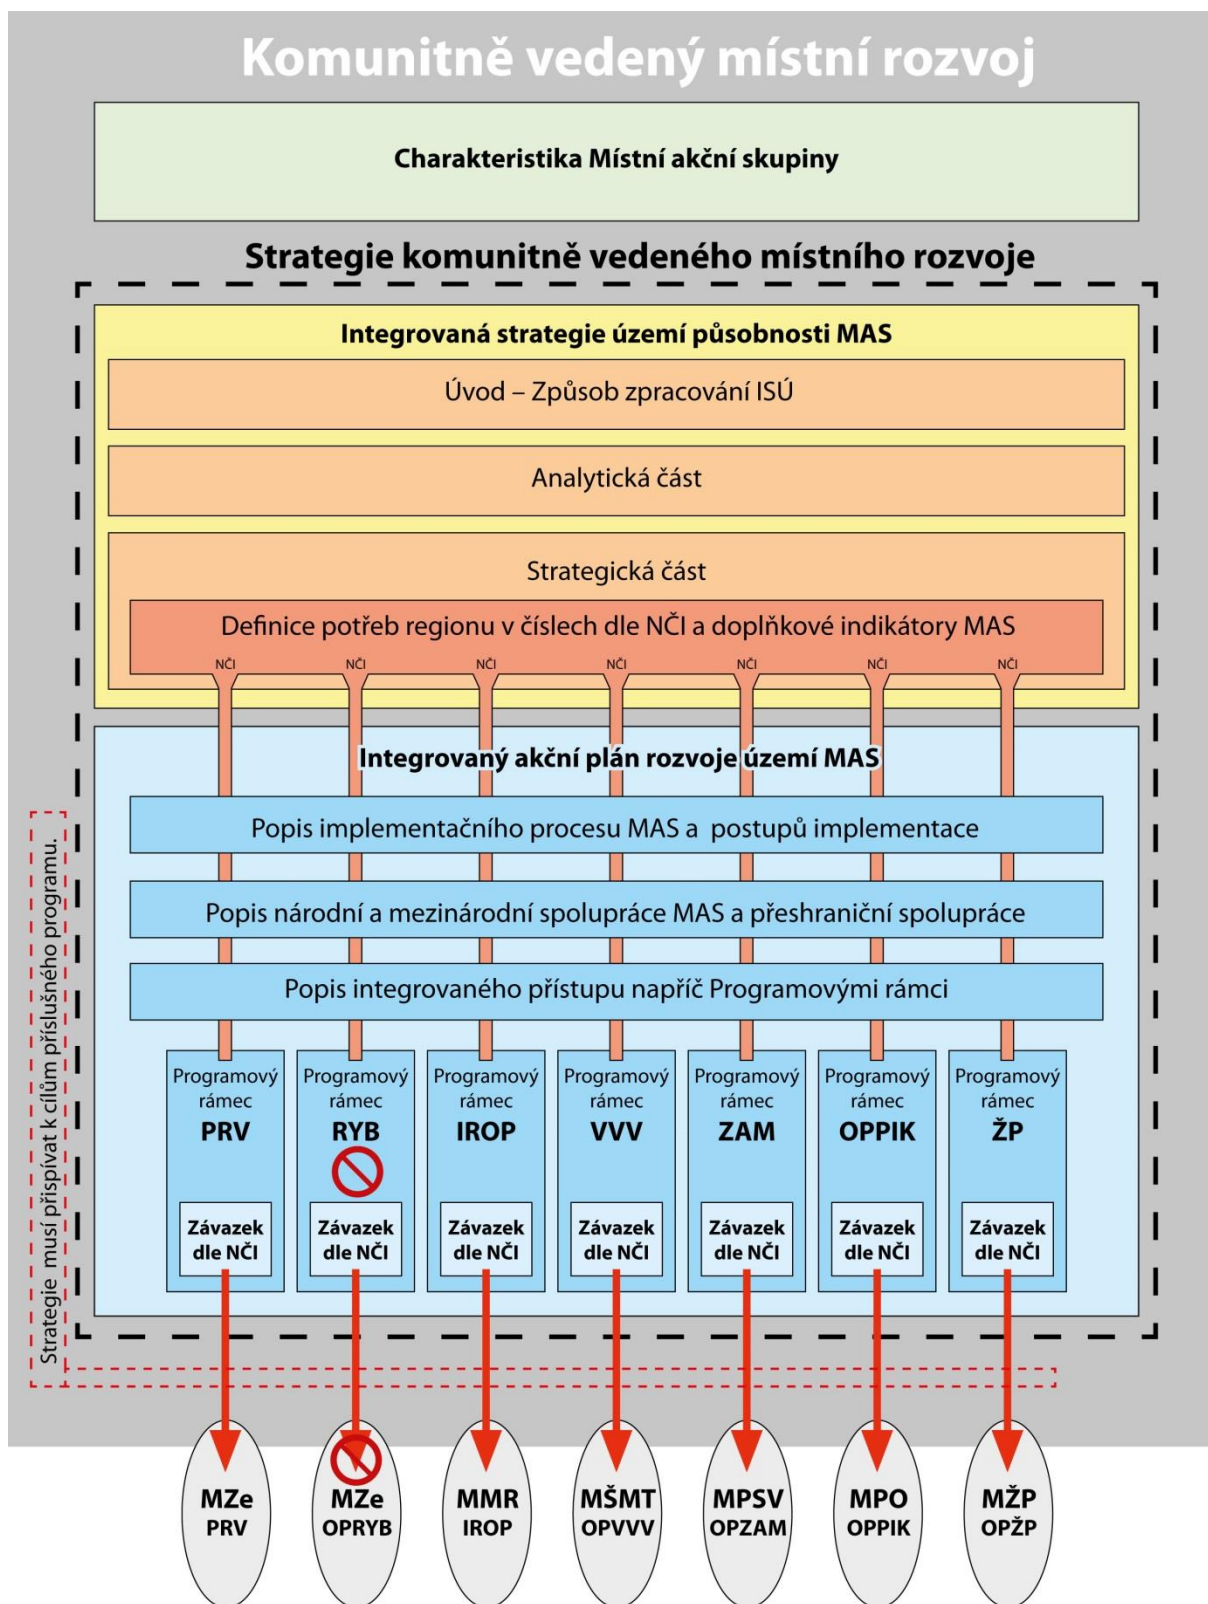 Komunitně vedený místní rozvoj
Charakteristika Místní akční skupiny
Strategie komunitně vedeného místního rozvoje
Integrovaná strategie území působnosti MAS
Úvod – Způsob zpracování ISÚ
Analytická část
Strategická část
Definice potřeb regionu v číslech dle NČI a doplňkové indikátory MAS
NČI NČI NČI NČI NČI NČI NČI
Integrovaný akční plán rozvoje území MAS
Popis implementačního procesu MAS a postupů implementace
Popis národní a mezinárodní spolupráce MAS a přeshraniční spolupráce
Popis integrovaného přístupu napříč Programovými rámci
Programový
rámec
PRV
Závazek
dle NČI
Programový
rámec
RYB
Závazek
dle NČI
Programový
rámec
IROP
Závazek
dle NČI
Programový
rámec
VVV
Závazek
dle NČI
Programový
rámec
ZAM
Závazek
dle NČI
Programový
rámec
OPPIK
Závazek
dle NČI
Programový
rámec
ŽP
Závazek
dle NČI
Strategie musí přispívat k cílům příslušného programu.
MZe
PRV
MZe
OPRYB
MMR
IROP
MŠMT
OPVVV
MPSV
OPZAM
MPO
OPPIK
MŽP
OPŽP